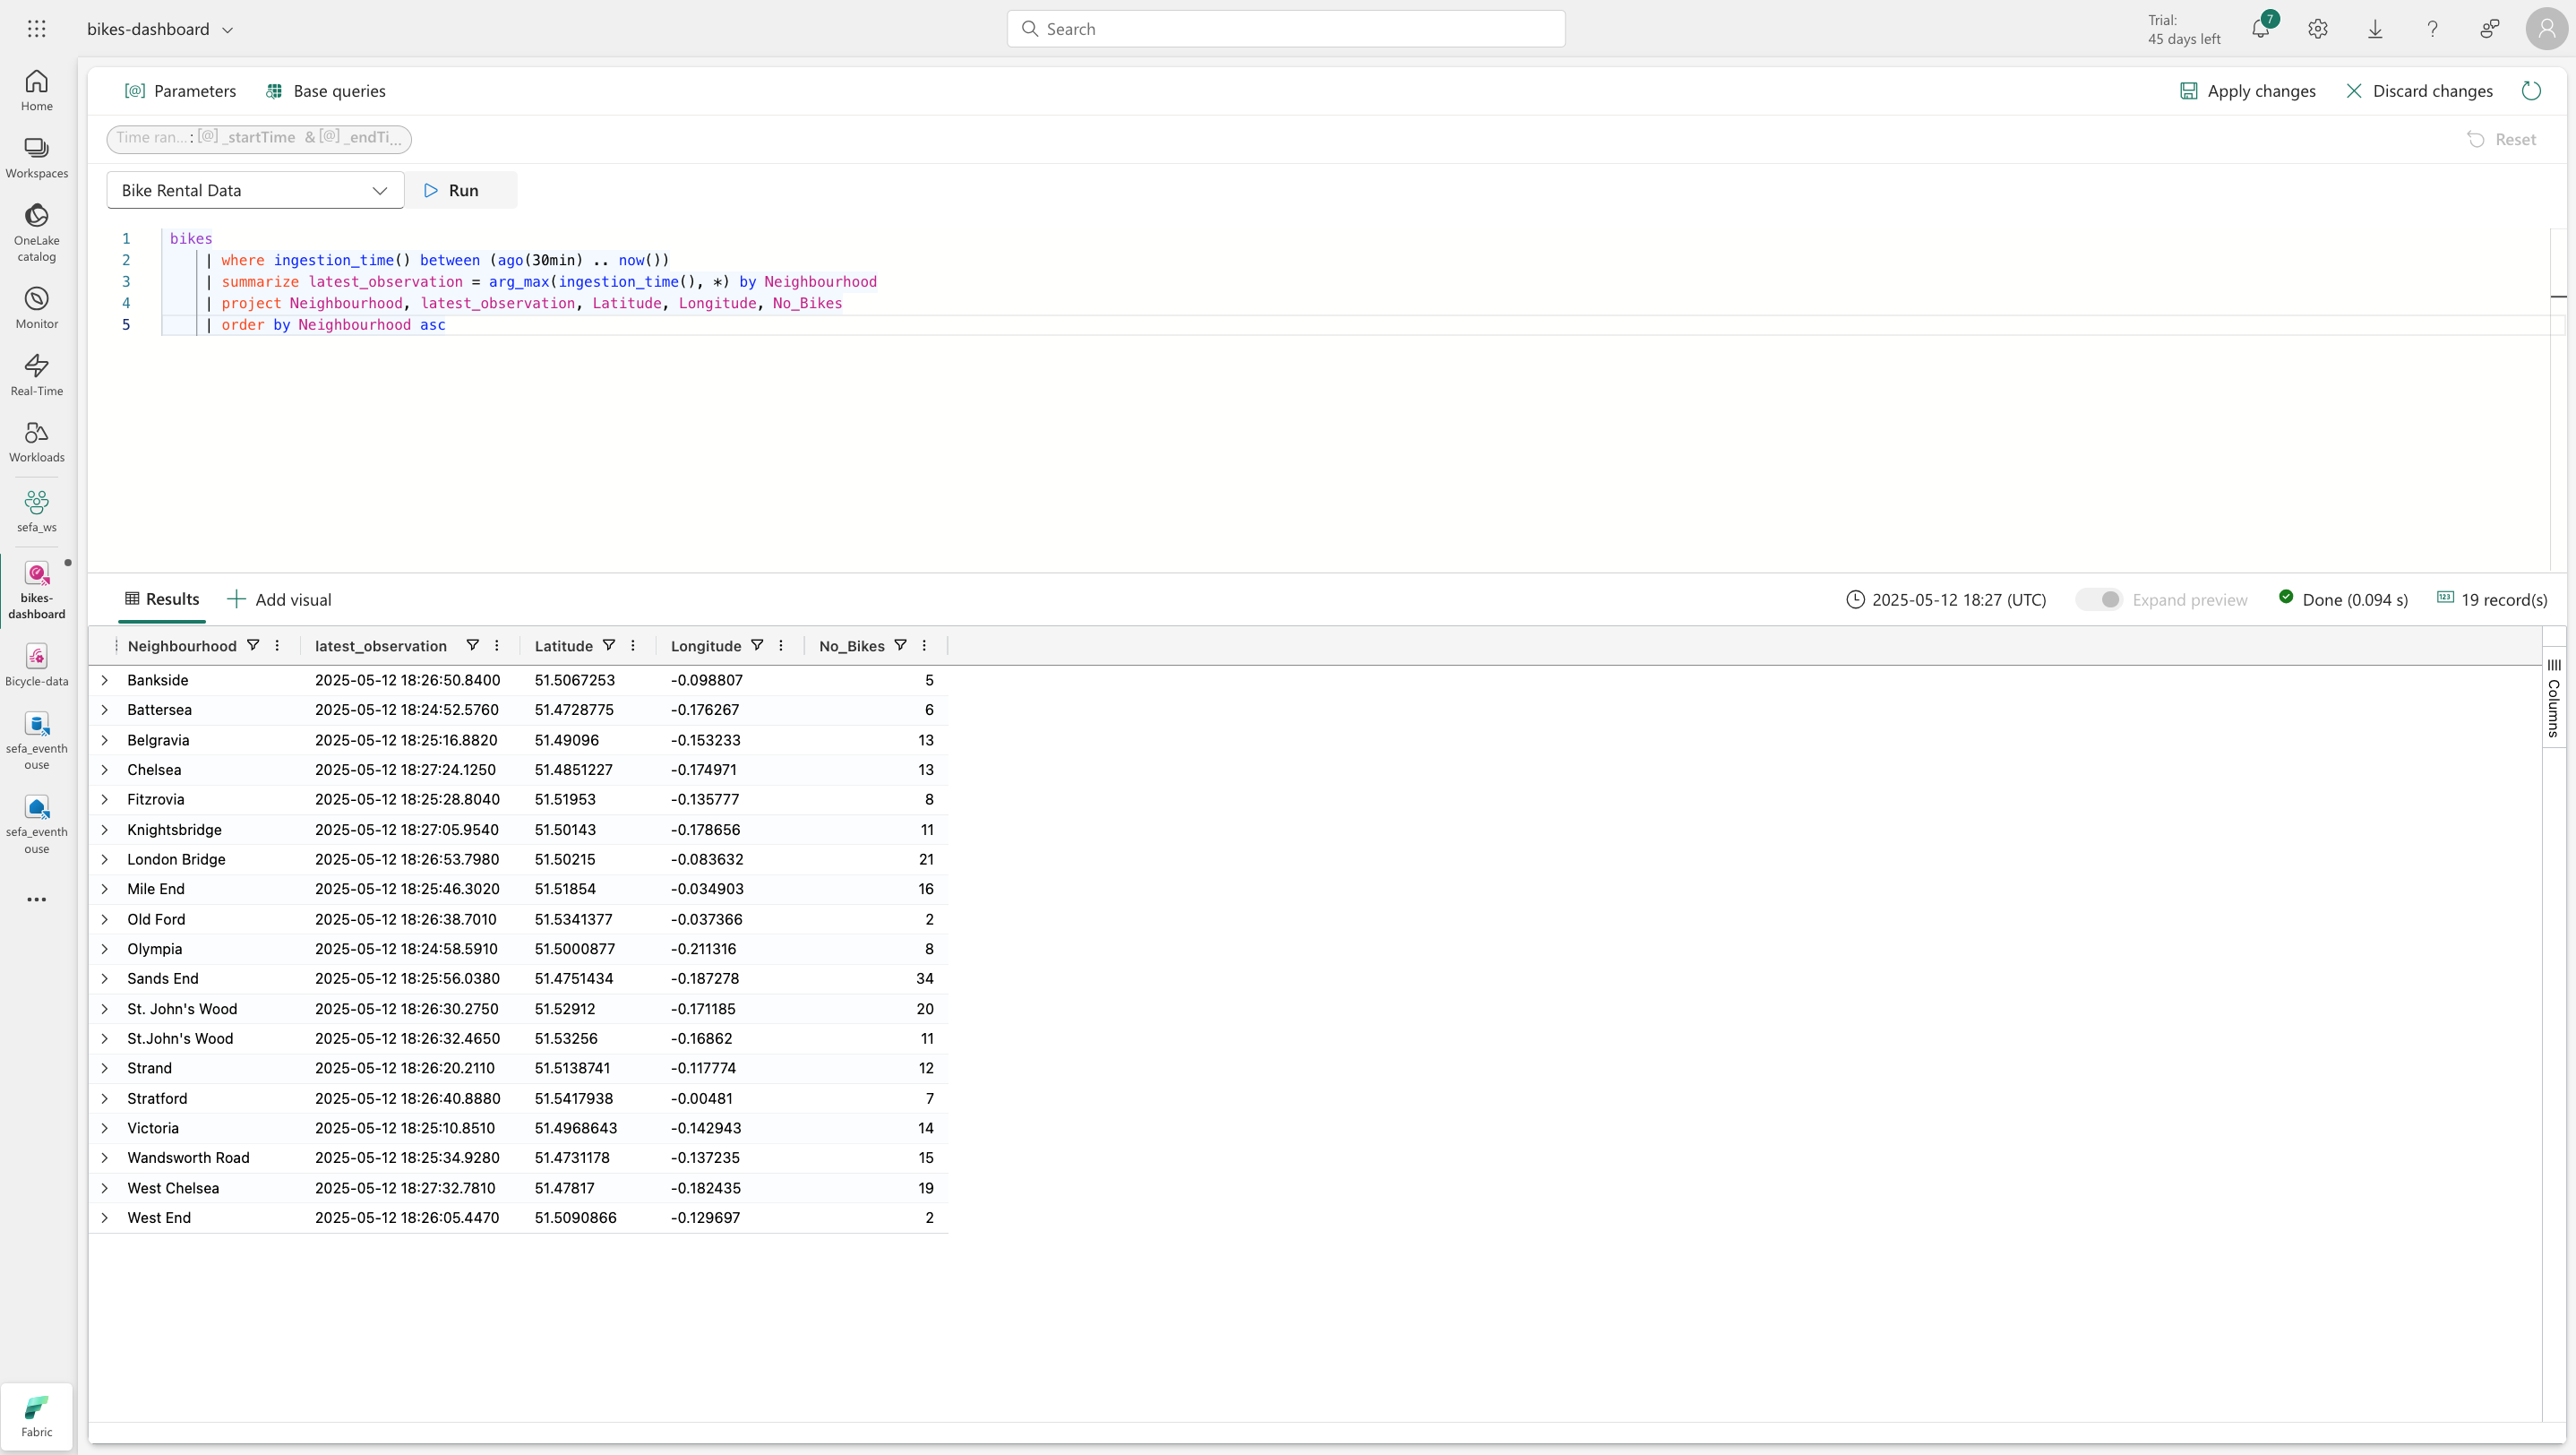 bikes-dashboard
Search
Trial:
45 days left
7
Home
Workspaces
OneLake
catalog
Monitor
Real-Time
Workloads
sefa_ws
bikes-
dashboard
Bicycle-data
sefa_eventh
ouse
sefa_eventh
ouse
Fabric
[@] Parameters
Base queries
Apply changes
Discard changes
Time ran... : [@] _startTime & [@] _endTi...
Reset
Bike Rental Data
Run
1 bikes
2 | where ingestion_time() between (ago(30min) .. now())
3 | summarize latest_observation = arg_max(ingestion_time(), *) by Neighbourhood
4 | project Neighbourhood, latest_observation, Latitude, Longitude, No_Bikes
5 | order by Neighbourhood asc
Results
Add visual
2025-05-12 18:27 (UTC)
Expand preview
Done (0.094 s)
19 record(s)
Neighbourhood latest_observation Latitude Longitude No_Bikes
Bankside 2025-05-12 18:26:50.8400 51.5067253 -0.098807 5
Battersea 2025-05-12 18:24:52.5760 51.4728775 -0.176267 6
Belgravia 2025-05-12 18:25:16.8820 51.49096 -0.153233 13
Chelsea 2025-05-12 18:27:24.1250 51.4851227 -0.174971 13
Fitzrovia 2025-05-12 18:25:28.8040 51.51953 -0.135777 8
Knightsbridge 2025-05-12 18:27:05.9540 51.50143 -0.178656 11
London Bridge 2025-05-12 18:26:53.7980 51.50215 -0.083632 21
Mile End 2025-05-12 18:25:46.3020 51.51854 -0.034903 16
Old Ford 2025-05-12 18:26:38.7010 51.5341377 -0.037366 2
Olympia 2025-05-12 18:24:58.5910 51.5000877 -0.211316 8
Sands End 2025-05-12 18:25:56.0380 51.4751434 -0.187278 34
St. John's Wood 2025-05-12 18:26:30.2750 51.52912 -0.171185 20
St.John's Wood 2025-05-12 18:26:32.4650 51.53256 -0.16862 11
Strand 2025-05-12 18:26:20.2110 51.5138741 -0.117774 12
Stratford 2025-05-12 18:26:40.8880 51.5417938 -0.00481 7
Victoria 2025-05-12 18:25:10.8510 51.4968643 -0.142943 14
Wandsworth Road 2025-05-12 18:25:34.9280 51.4731178 -0.137235 15
West Chelsea 2025-05-12 18:27:32.7810 51.47817 -0.182435 19
West End 2025-05-12 18:26:05.4470 51.5090866 -0.129697 2
Columns